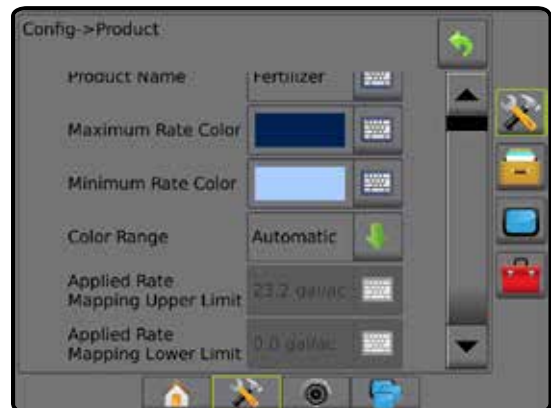 Config->Product
Product Name Fertilizer
Maximum Rate Color
Minimum Rate Color
Color Range Automatic
Applied Rate
Mapping Upper Limit 23.2 gal/ac
Applied Rate
Mapping Lower Limit 0.0 gal/ac